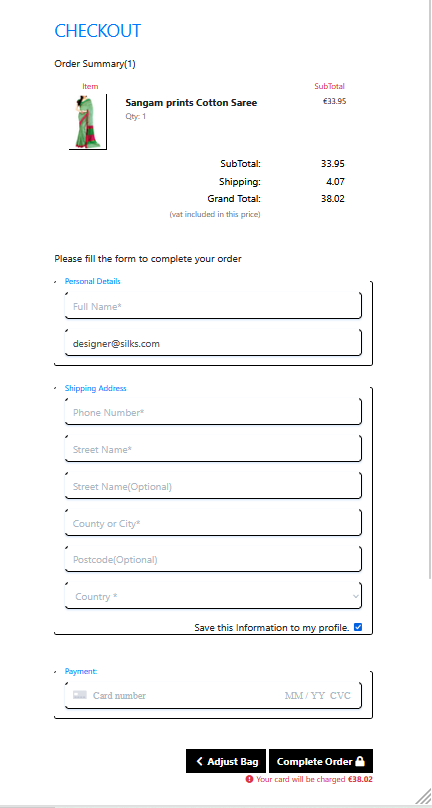 CHECKOUT
Order Summary(1)
Item SubTotal
Sangam prints Cotton Saree €33.95
Qty: 1
SubTotal: 33.95
Shipping: 4.07
Grand Total: 38.02
(vat included in this price)
Please fill the form to complete your order
Personal Details
Full Name*
designer@silks.com
Shipping Address
Phone Number*
Street Name*
Street Name(Optional)
County or City*
Postcode(Optional)
Country *
Save this Information to my profile.
Payment:
Card number MM / YY CVC
Adjust Bag Complete Order
Your card will be charged €38.02